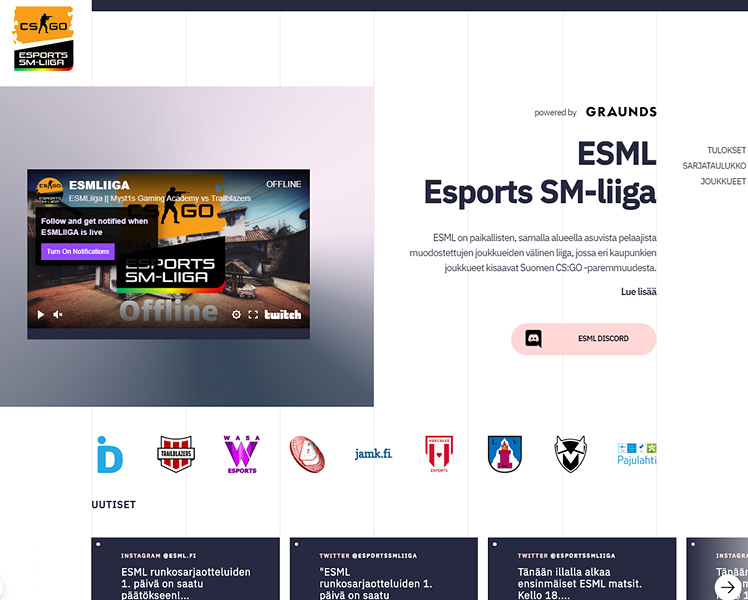 CS GO
ESPORTS
SM-LIIGA
powered by GRAUNDS
ESML
Esports SM-liiga
TULOKSET
SARJATAULUKKO
JOUKKUEET
ESMLIIGA
OFFLINE
ESMLiiga || Myst1s Gaming Academy vs Trailblazers
Follow and get notified when
ESMLIIGA is live
Turn On Notifications
CS GO
ESPORTS
SM-LIIGA
Offline
twitch
ESML on paikallisten, samalla alueella asuvista pelaajista
muodostettujen joukkueiden välinen liiga, jossa eri kaupunkien
joukkueet kisaavat Suomen CS:GO -paremmuudesta.
Lue lisää
ESML DISCORD
iD
TRAILBLAZERS
WASA
W
ESPORTS
jamk.fi
HERCULES
H
ESPORTS
L V
Pajulahti
UUTISET
INSTAGRAM @ESML.FI
ESML runkosarjaotteluiden
1. päivä on saatu
päätökseen!...
TWITTER @ESPORTSSMLIIGA
"ESML
runkosarjaotteluiden 1.
päivä on saatu
TWITTER @ESPORTSSMLIIGA
Tänään illalla alkaa
ensinmäiset ESML matsit.
Kello 18....
INSTAGRA